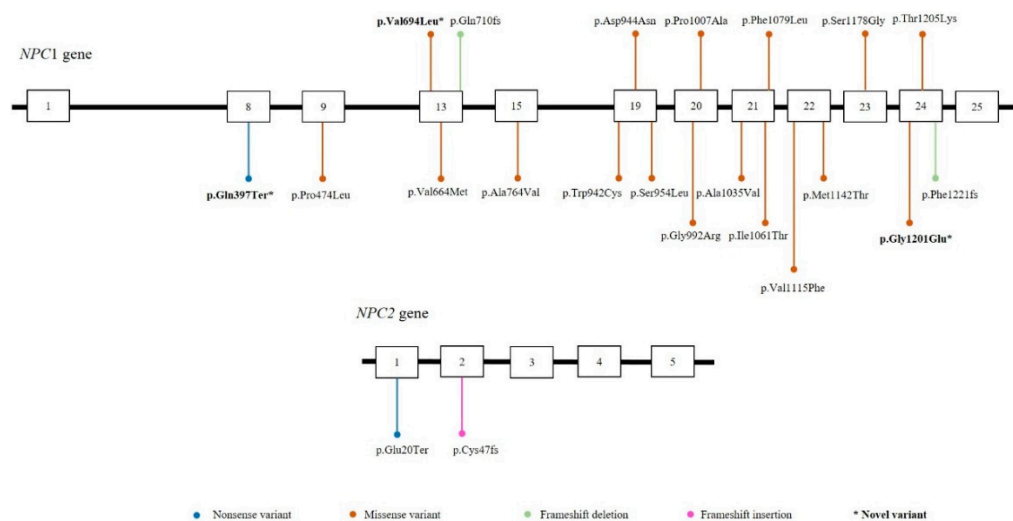 p.Val694Leu* p.Gln710fs p.Asp944Asn p.Pro1007Ala p.Phe1079Leu p.Ser1178Gly p.Thr1205Lys
NPC1 gene
1 8 9 13 15 19 20 21 22 23 24 25
p.Gln397Ter* p.Pro474Leu p.Val664Met p.Ala764Val p.Trp942Cys p.Ser954Leu p.Ala1035Val p.Met1142Thr p.Phe1221fs
p.Gly992Arg p.Ile1061Thr p.Gly1201Glu*
p.Val1115Phe
NPC2 gene
1 2 3 4 5
p.Glu20Ter p.Cys47fs
Nonsense variant Missense variant Frameshift deletion Frameshift insertion * Novel variant